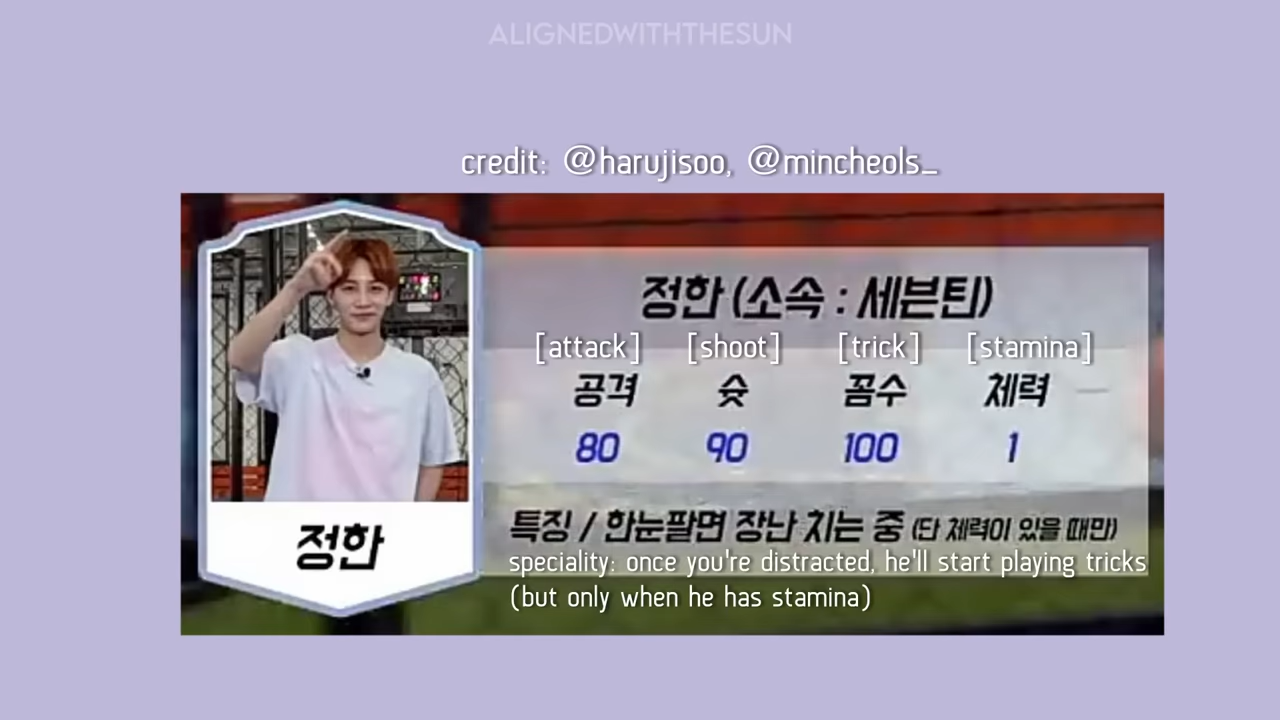 ALIGNEDWITHTHESUN
credit: @harujisoo, @mincheols_
정한 (소속 : 세븐틴)
[attack] [shoot] [trick] [stamina]
공격 슛 꼼수 체력
80 90 100 1
정한
특징 / 한눈팔면 장난 치는 중 (단 체력이 있을 때만)
speciality: once you're distracted, he'll start playing tricks
(but only when he has stamina)